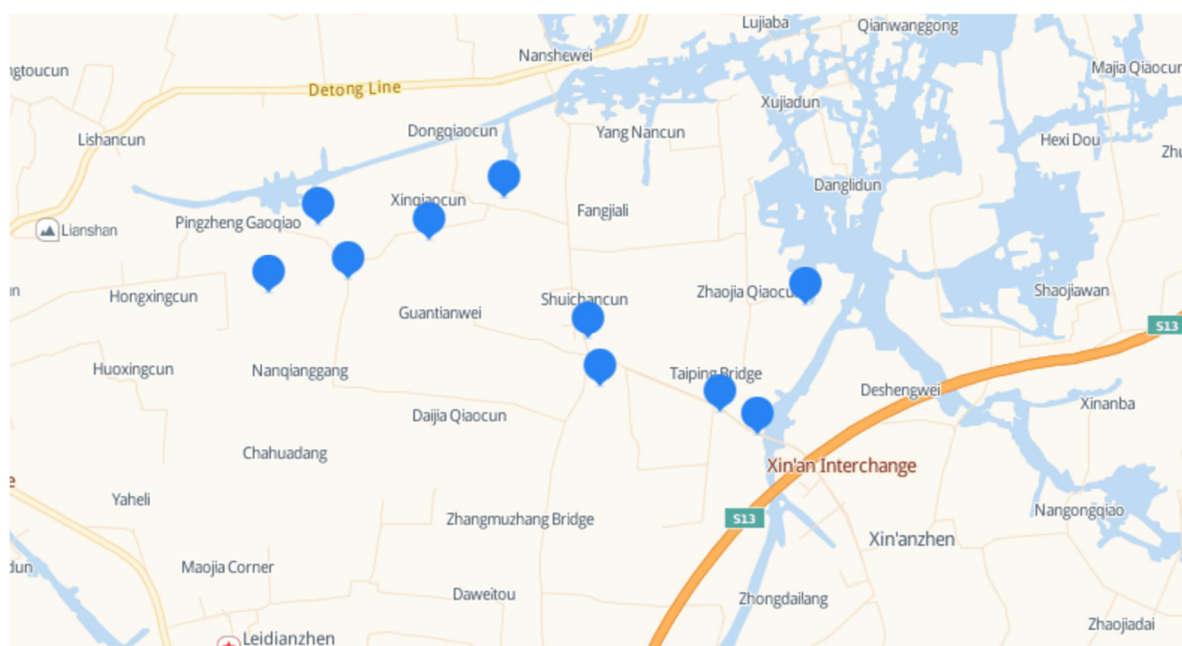 Lujiaba
Qianwanggong
Nanshewei
ngtoucun
Majia Qiaocun
Detong Line
Xujiadun
Lishancun
Dongqiaocun
Yang Nancun
Hexi Dou
Zhu
Danglidun
Xinqiaocun
Pingzheng Gaoqiao
Fangjiali
Lianshan
Hongxingcun
Shuichancun
Zhaojia Qiaocun
Shaojiawan
Guantianwei
S13
Huoxingcun
Nanqianggang
Taiping Bridge
Deshengwei
Xinanba
Daijia Qiaocun
Chahuadang
Xin'an Interchange
e
Yaheli
Zhangmuzhang Bridge
S13
Nangongqiao
Xin'anzhen
dun
Maojia Corner
Daweitou
Zhongdailang
Zhaojiadai
Leidianzhen